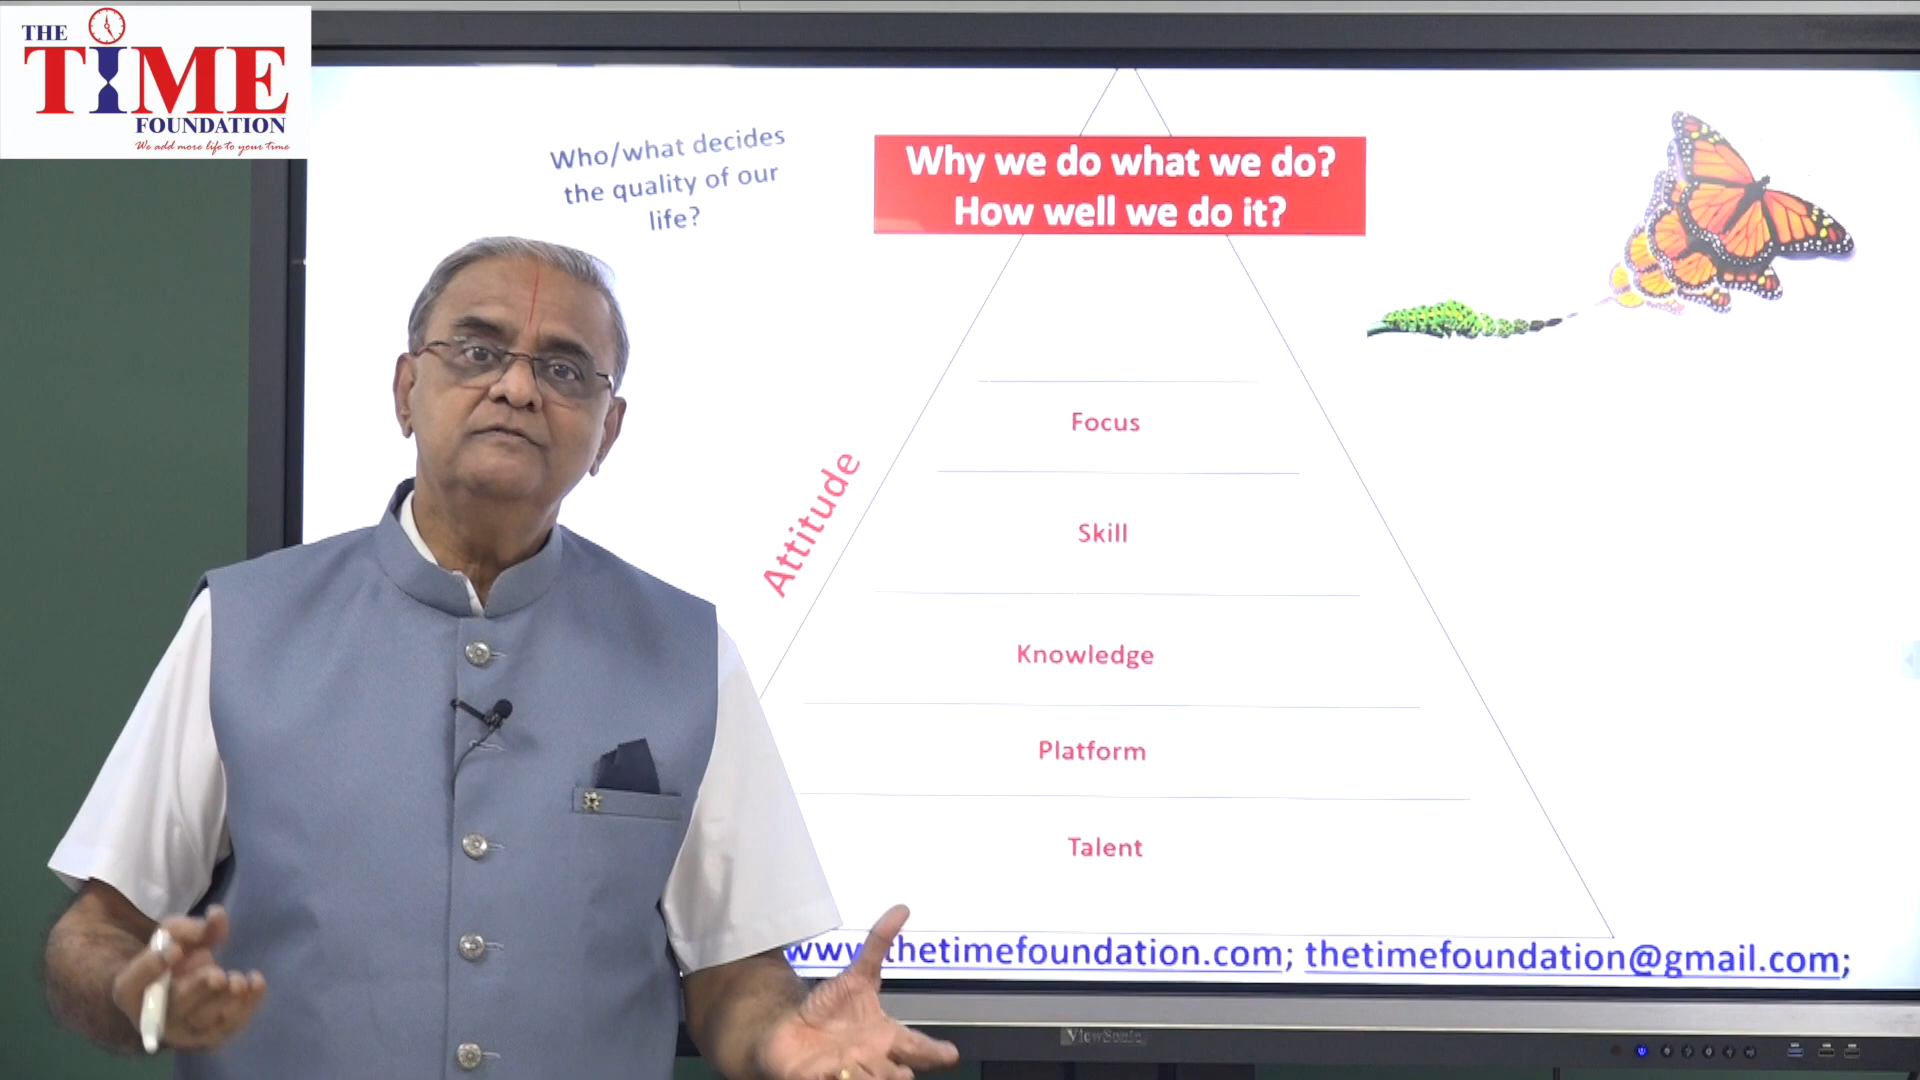 THE
TIME
FOUNDATION
We add more life to your time
Who/what decides
the quality of our
life?
Why we do what we do?
How well we do it?
Attitude
Focus
Skill
Knowledge
Platform
Talent
www.thetimefoundation.com; thetimefoundation@gmail.com;
ViewSonic